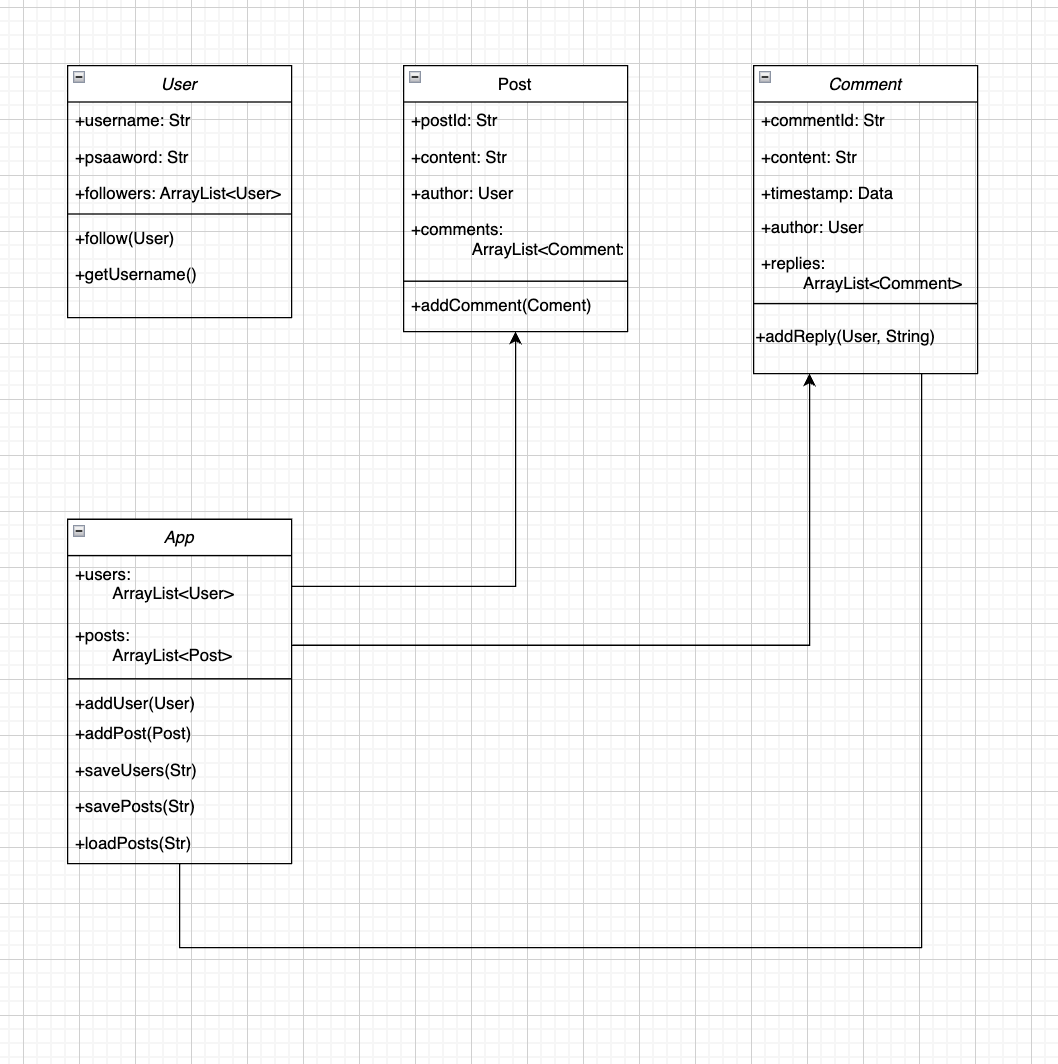 User
+username: Str
+psaaword: Str
+followers: ArrayList<User>
+follow(User)
+getUsername()
Post
+postId: Str
+content: Str
+author: User
+comments:
ArrayList<Comment:
+addComment(Coment)
Comment
+commentId: Str
+content: Str
+timestamp: Data
+author: User
+replies:
ArrayList<Comment>
+addReply(User, String)
App
+users:
ArrayList<User>
+posts:
ArrayList<Post>
+addUser(User)
+addPost(Post)
+saveUsers(Str)
+savePosts(Str)
+loadPosts(Str)